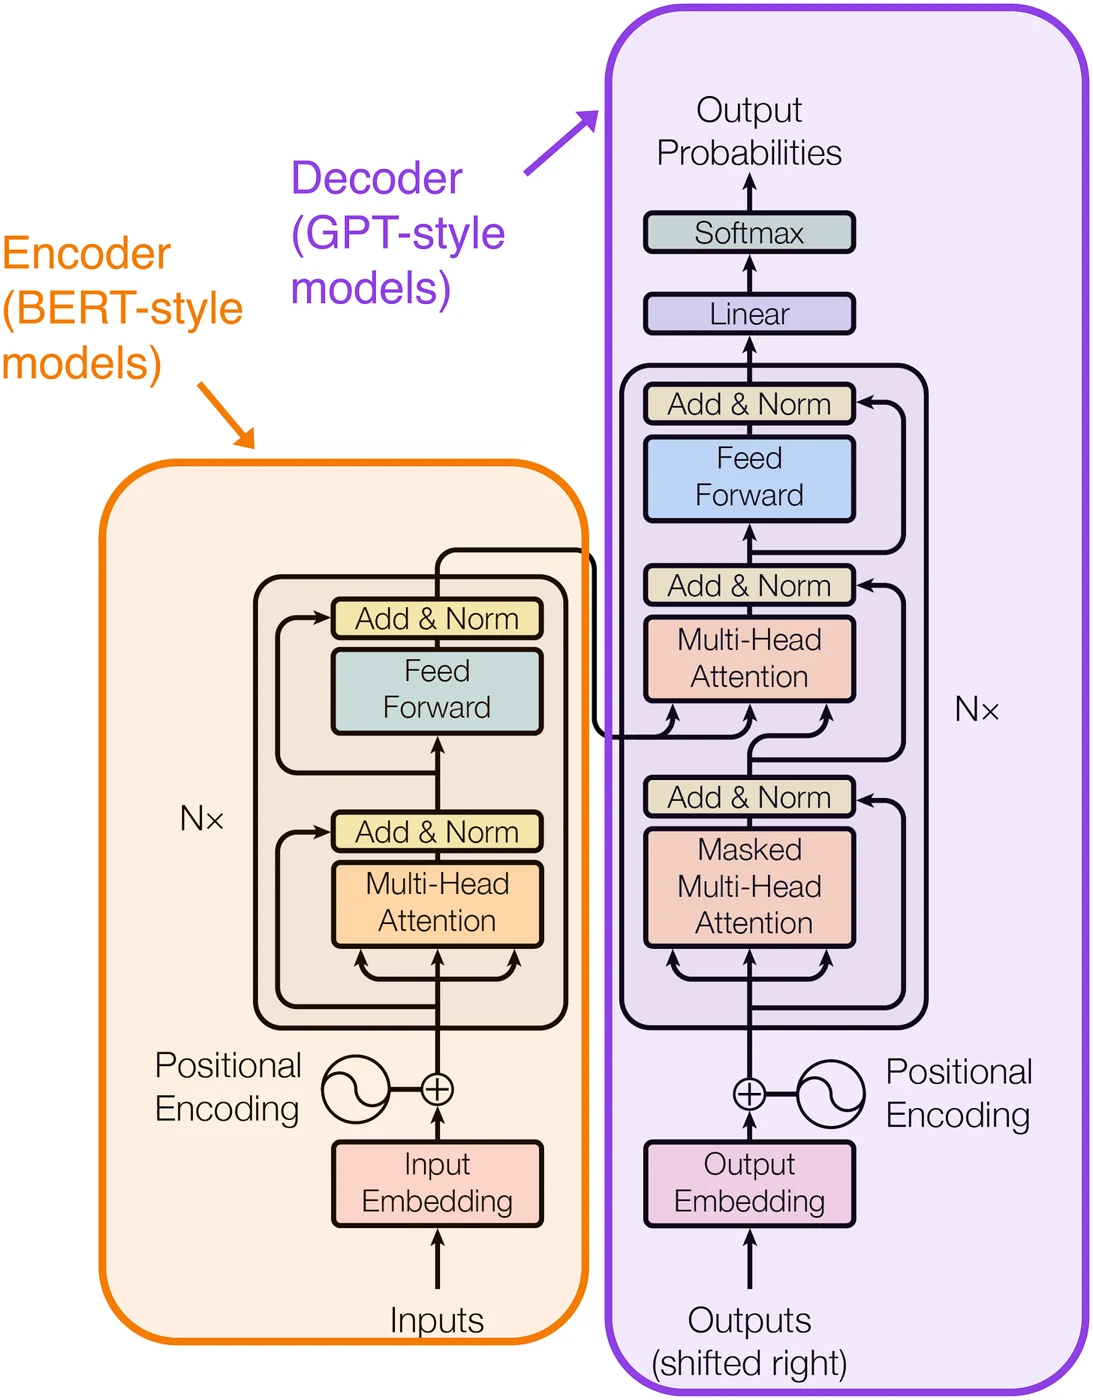 Encoder
(BERT-style
models)
Decoder
(GPT-style
models)
Add & Norm
Feed
Forward
Add & Norm
Multi-Head
Attention
N×
Positional
Encoding
Input
Embedding
Inputs
Output
Probabilities
Softmax
Linear
Add & Norm
Feed
Forward
Add & Norm
Multi-Head
Attention
N×
Add & Norm
Masked
Multi-Head
Attention
Positional
Encoding
Output
Embedding
Outputs
(shifted right)